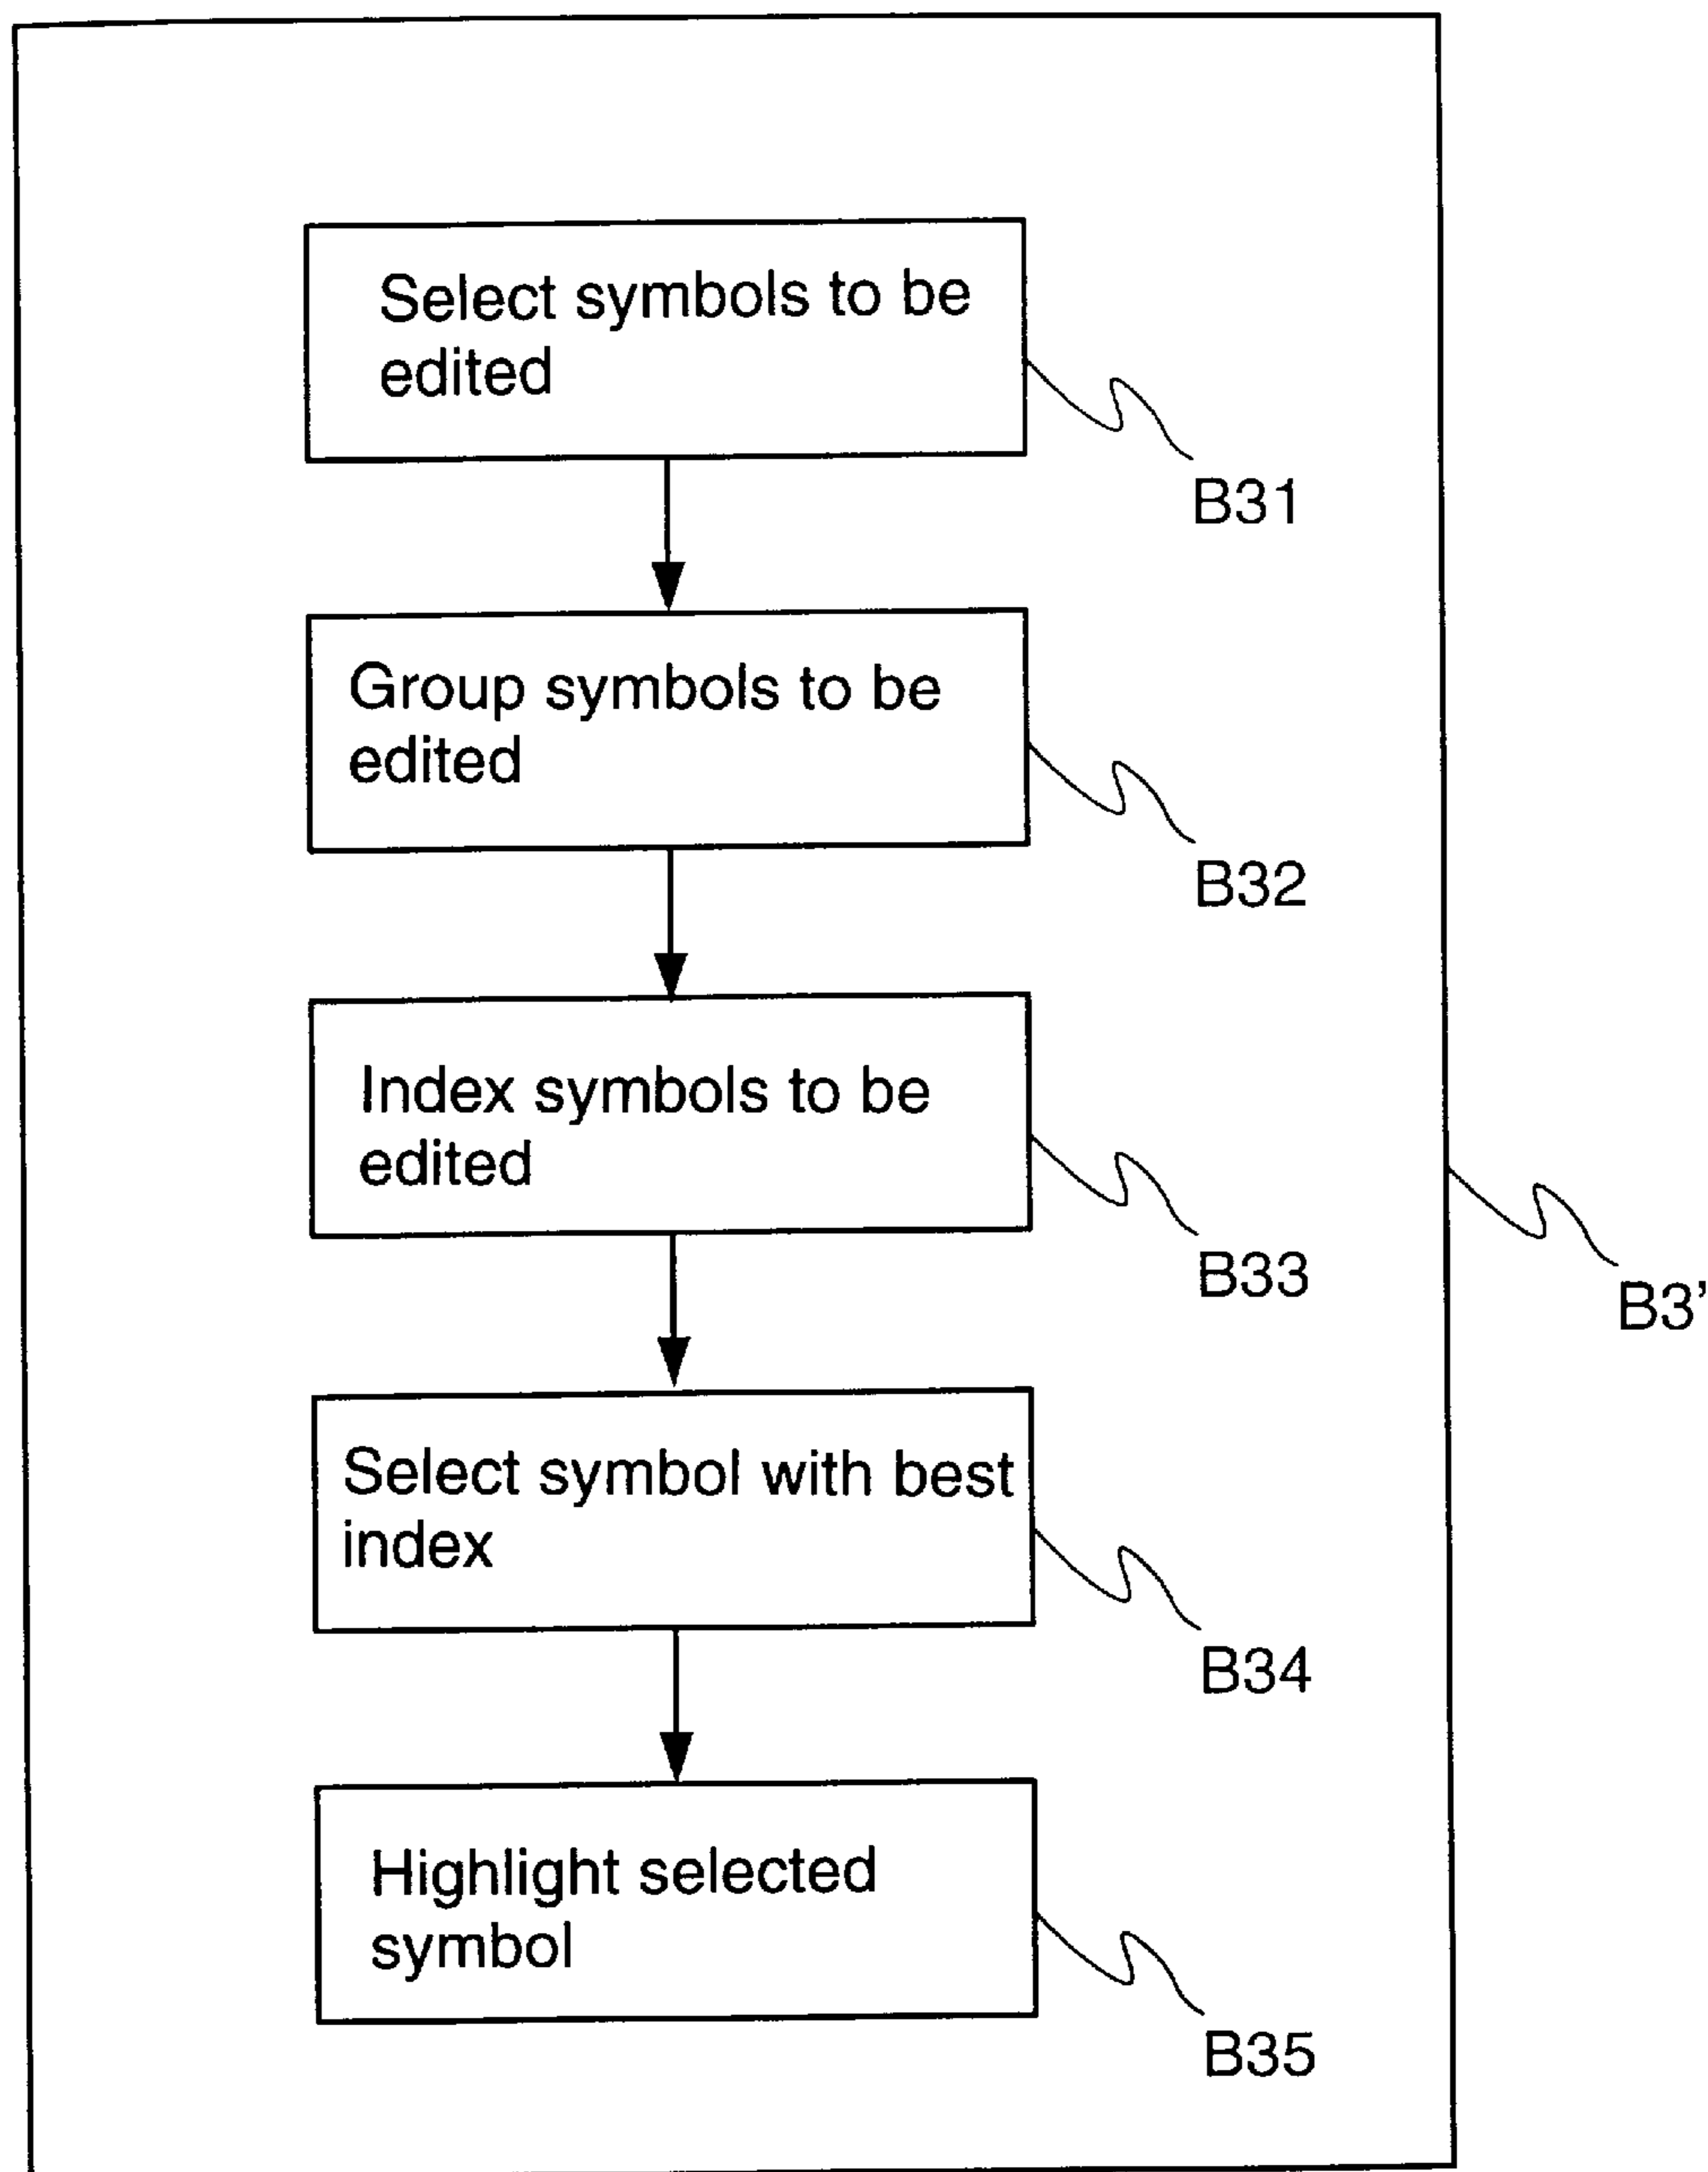 Select symbols to be
edited
B31
Group symbols to be
edited
B32
Index symbols to be
edited
B33
B3’
Select symbol with best
index
B34
Highlight selected
symbol
B35